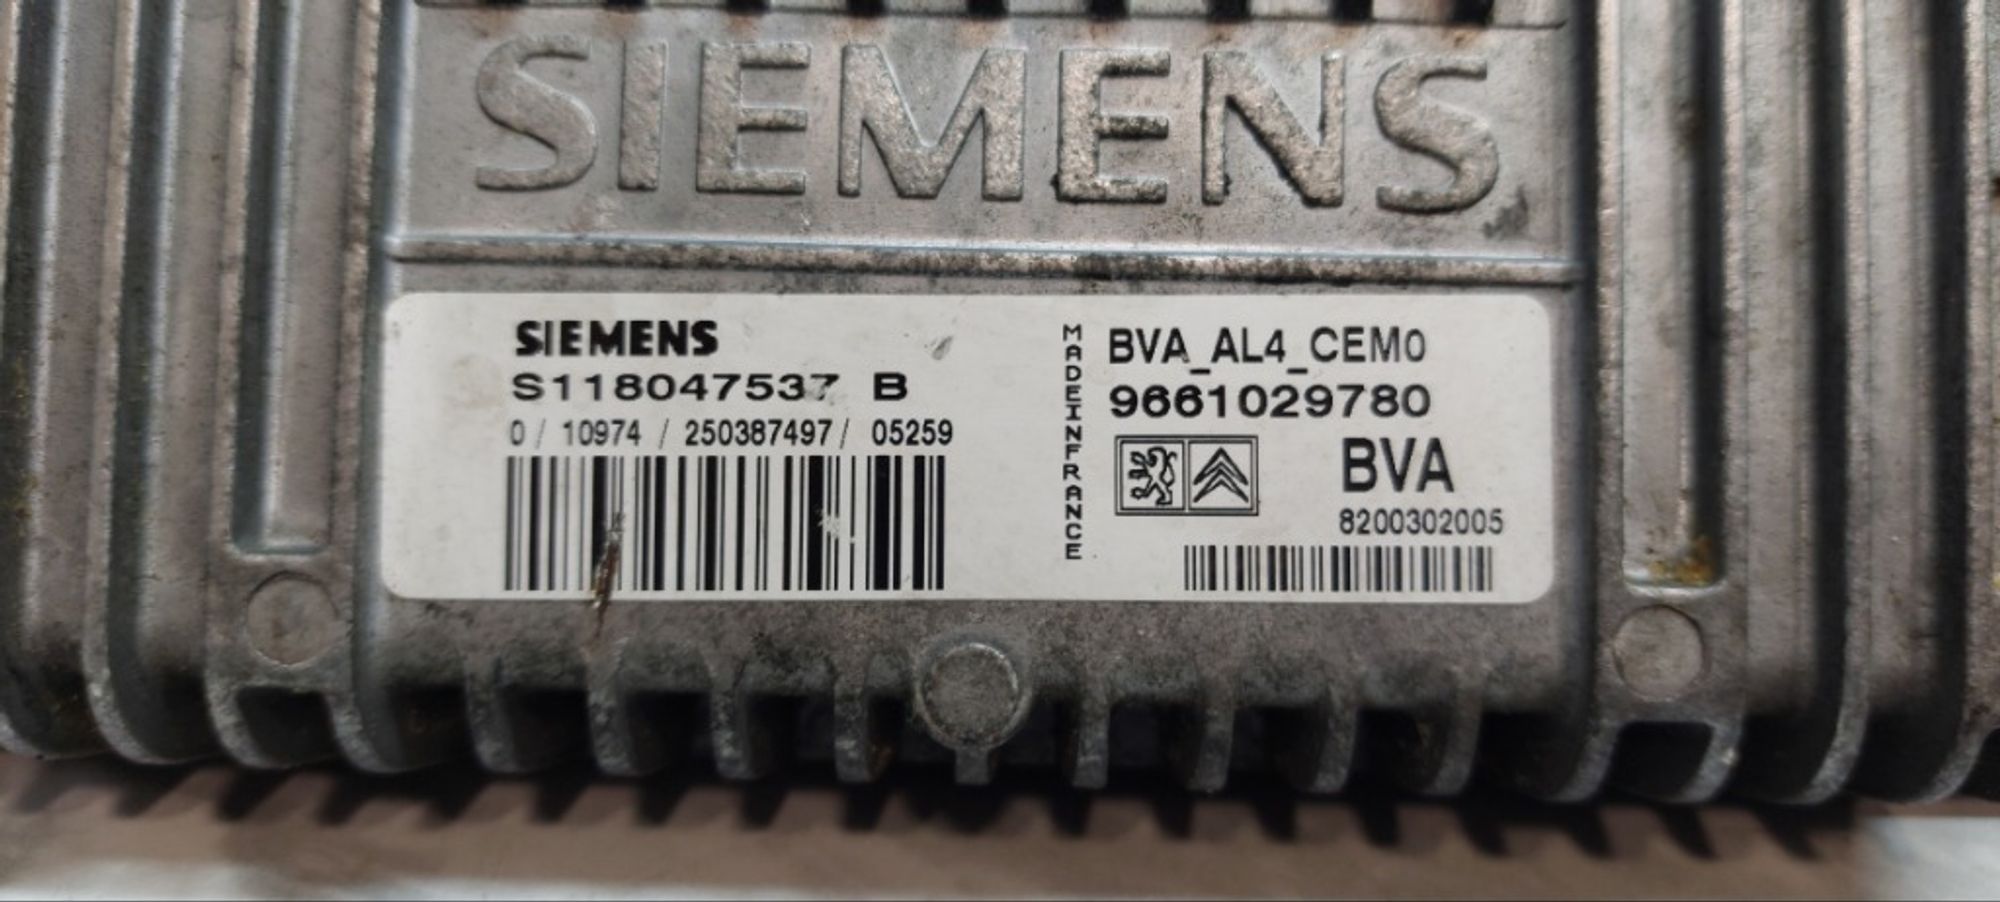 SIEMENS
SIEMENS
S118047537 B
0 / 10974 / 250387497 / 05259
MADEINFRANCE
BVA_AL4_CEM0
9661029780
BVA
8200302005